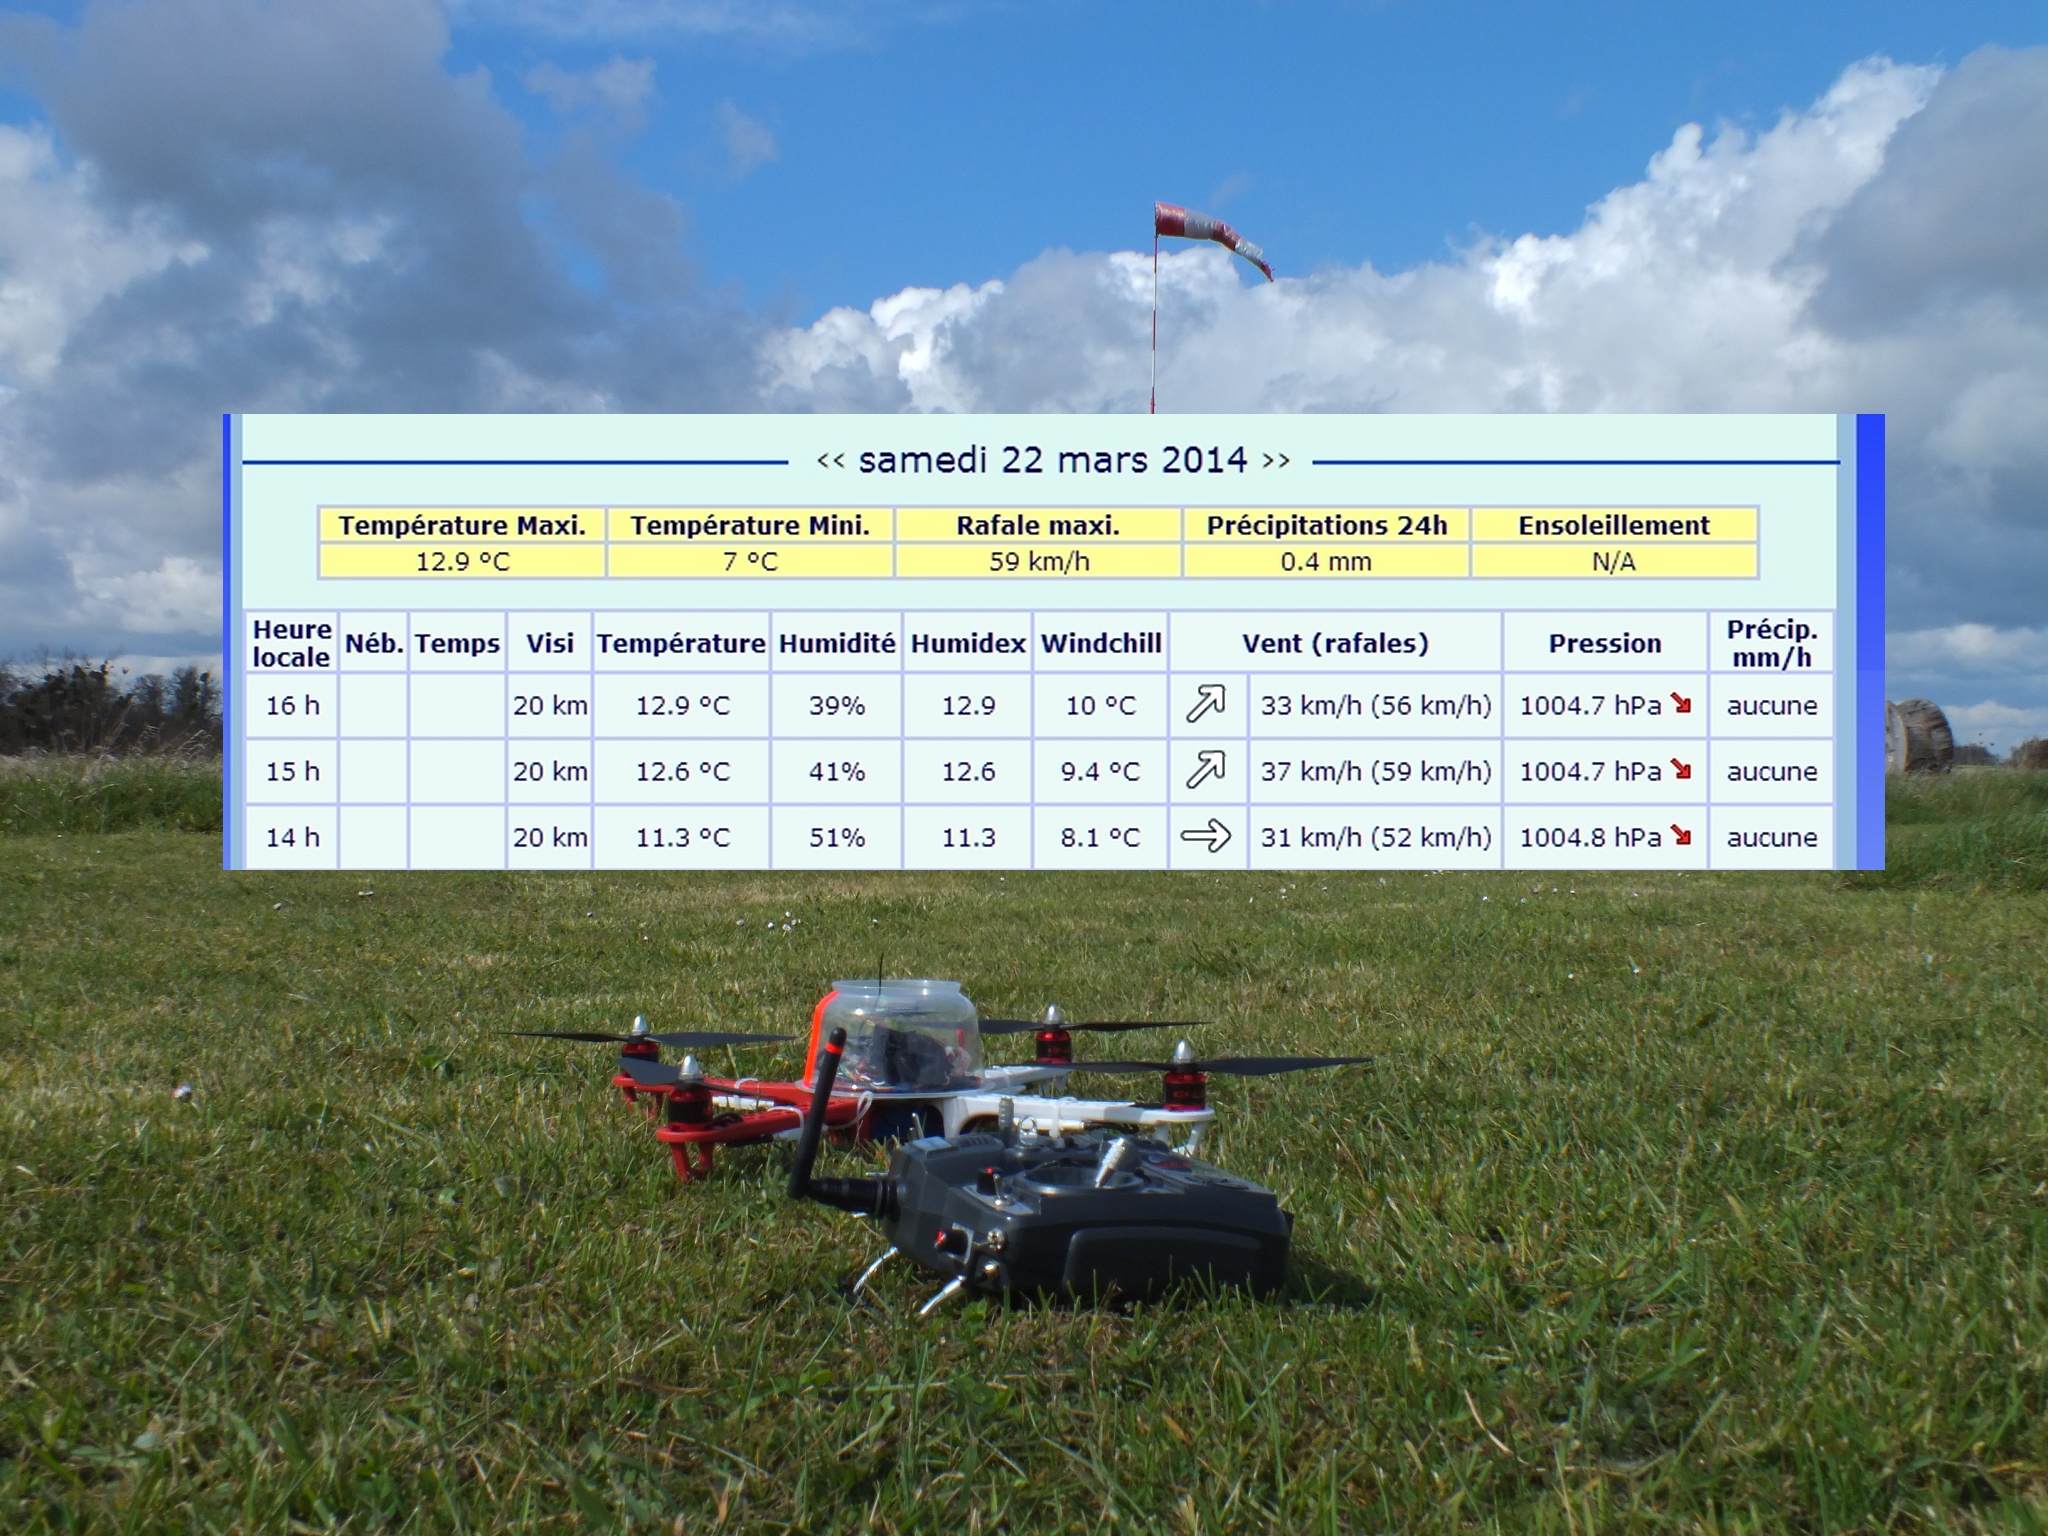 << samedi 22 mars 2014 >>
Température Maxi. Température Mini. Rafale maxi. Précipitations 24h Ensoleillement
12.9 °C 7 °C 59 km/h 0.4 mm N/A
Heure locale Néb. Temps Visi Température Humidité Humidex Windchill Vent (rafales) Pression Précip. mm/h
16 h 20 km 12.9 °C 39% 12.9 10 °C 33 km/h (56 km/h) 1004.7 hPa aucune
15 h 20 km 12.6 °C 41% 12.6 9.4 °C 37 km/h (59 km/h) 1004.7 hPa aucune
14 h 20 km 11.3 °C 51% 11.3 8.1 °C 31 km/h (52 km/h) 1004.8 hPa aucune